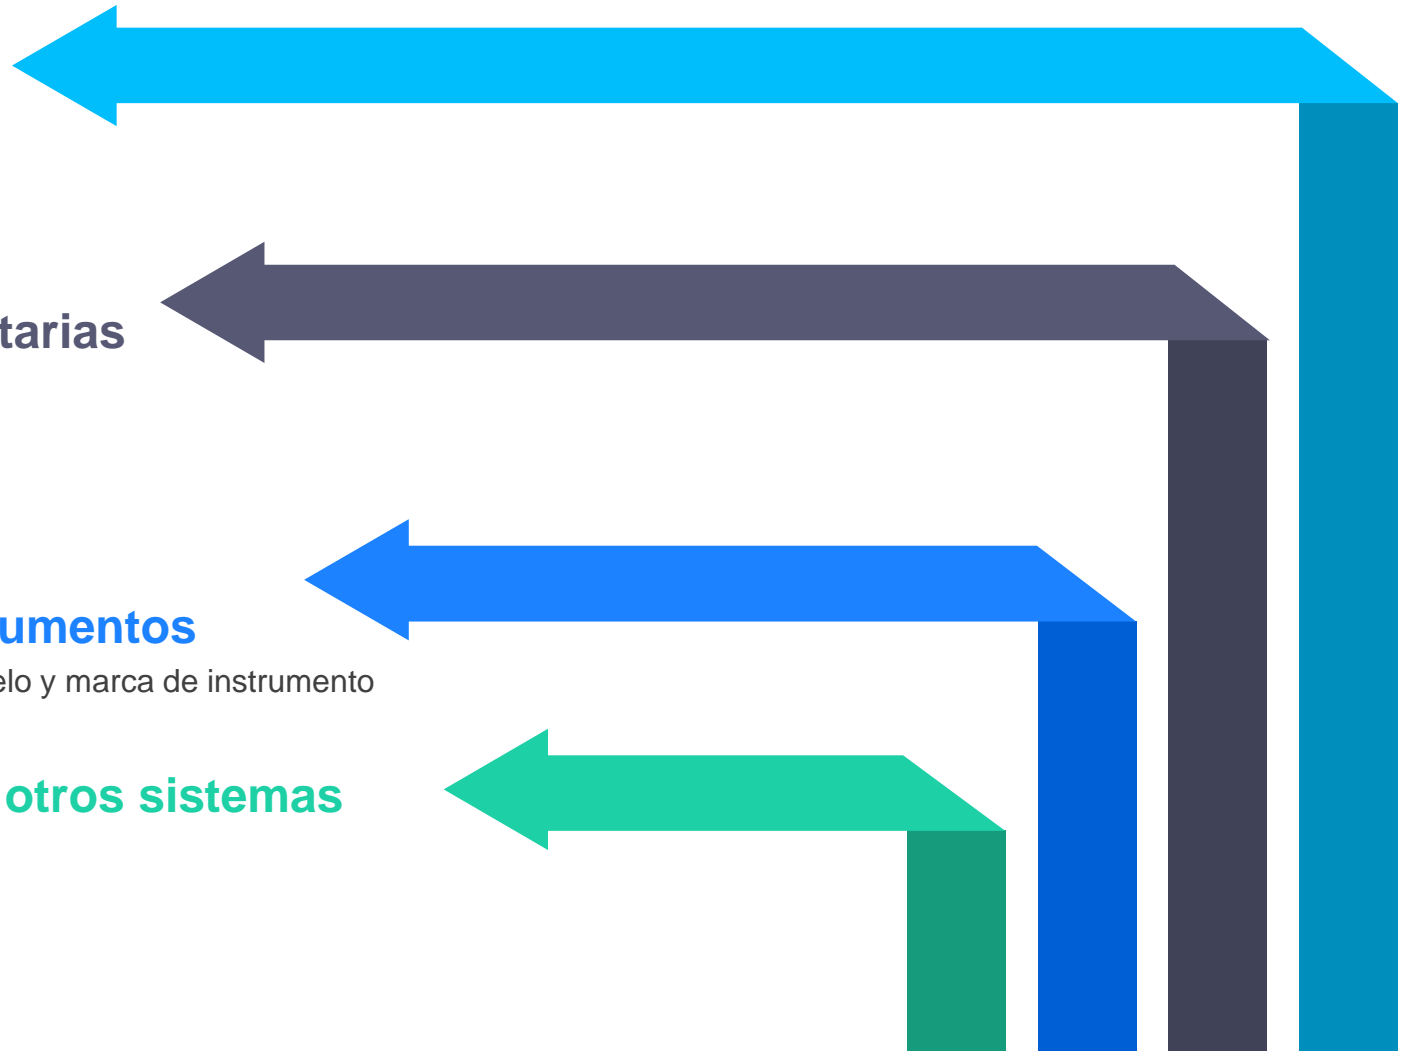 tarias
umentos
elo y marca de instrumento
otros sistemas